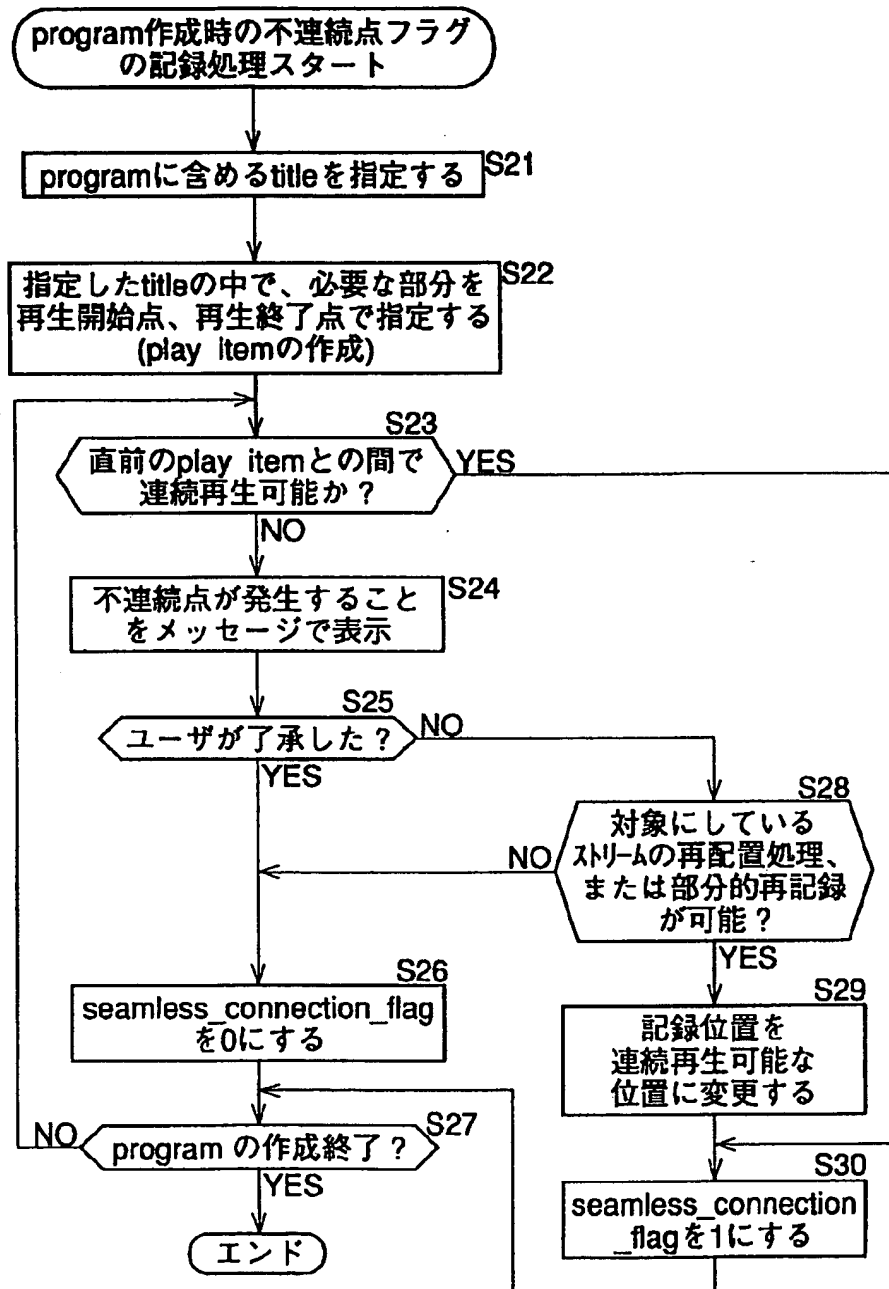 program作成時の不連続点フラグ
の記録処理スタート
programに含めるtitleを指定する
S21
指定したtitleの中で、必要な部分を
再生開始点、再生終了点で指定する
(play itemの作成)
S22
S23
直前のplay itemとの間で
連続再生可能か？
YES
NO
不連続点が発生すること
をメッセージで表示
S24
S25
ユーザが了承した？
NO
YES
S28
対象にしている
ストリームの再配置処理、
または部分的再記録
が可能？
NO
YES
S26
seamless_connection_flag
を0にする
S29
記録位置を
連続再生可能な
位置に変更する
S27
program の作成終了？
NO
YES
S30
seamless_connection
_flagを1にする
エンド